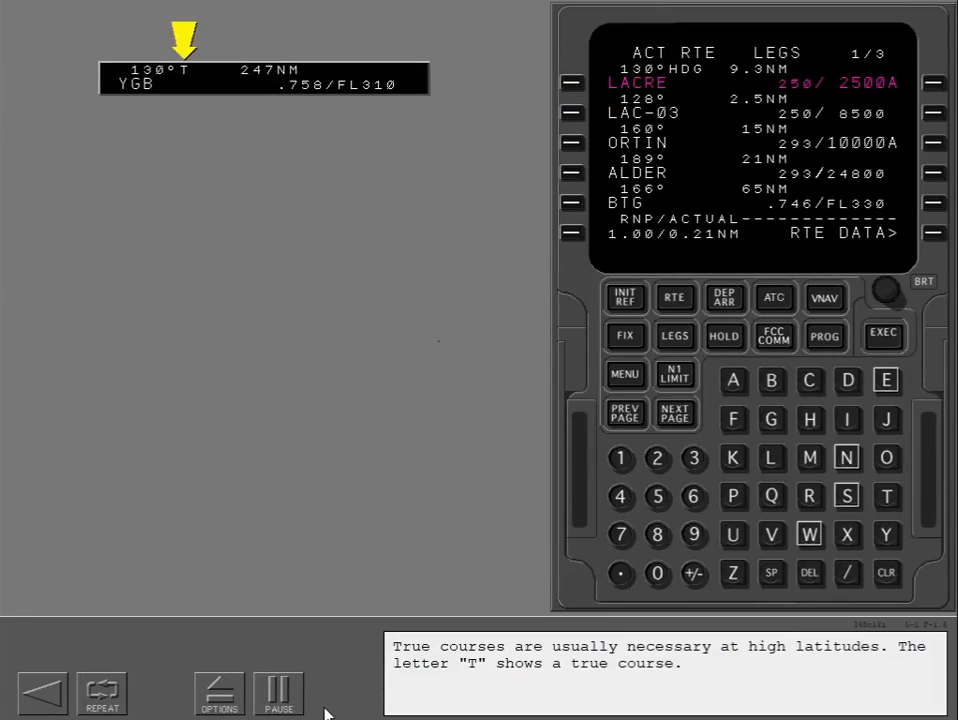 130°T 247NM
YGB .758/FL310
ACT RTE LEGS 1/3
130°HDG 9.3NM
LACRE 250/ 2500A
128° 2.5NM
LAC-03 250/ 8500
160° 15NM
ORTIN 293/10000A
189° 21NM
ALDER 293/24800
166° 65NM
BTG .746/FL330
RNP/ACTUAL--------------
1.00/0.21NM RTE DATA>
BRT
INIT REF RTE DEP ARR ATC VNAV
FIX LEGS HOLD FCC COMM PROG EXEC
MENU N1 LIMIT
PREV PAGE NEXT PAGE
A B C D E
F G H I J
1 2 3 K L M N O
4 5 6 P Q R S T
7 8 9 U V W X Y
. 0 +/- Z SP DEL / CLR
True courses are usually necessary at high latitudes. The
letter "T" shows a true course.
REPEAT OPTIONS PAUSE